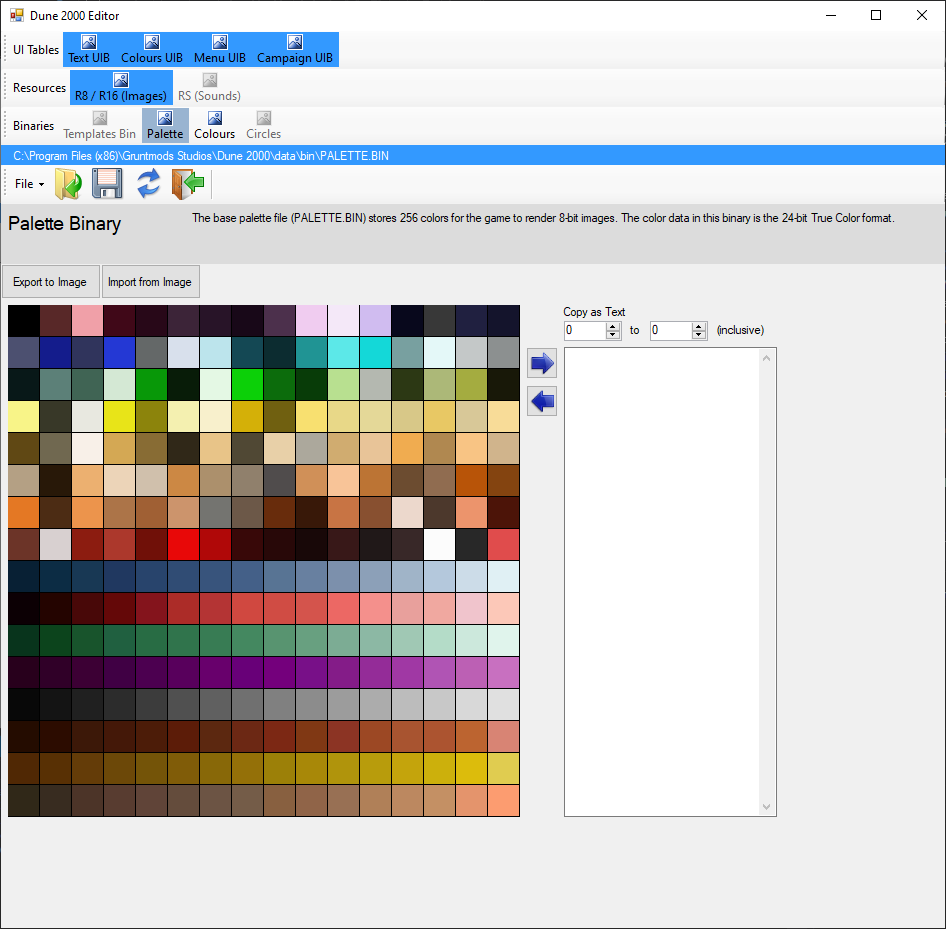 Dune 2000 Editor
UI Tables
Text UIB Colours UIB Menu UIB Campaign UIB
Resources
R8 / R16 (Images) RS (Sounds)
Binaries
Templates Bin Palette Colours Circles
C:\Program Files (x86)\Gruntmods Studios\Dune 2000\data\bin\PALETTE.BIN
File
Palette Binary
The base palette file (PALETTE.BIN) stores 256 colors for the game to render 8-bit images. The color data in this binary is the 24-bit True Color format.
Export to Image Import from Image
Copy as Text
0 to 0 (inclusive)